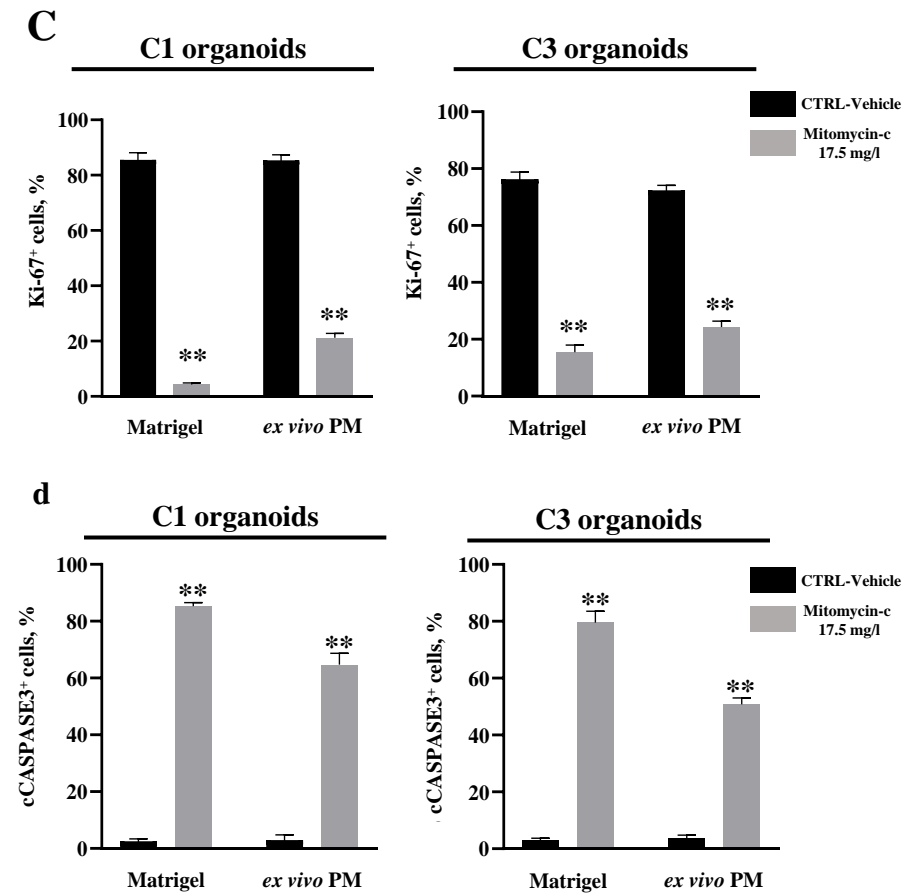 C
C1 organoids
C3 organoids
CTRL-Vehicle
Mitomycin-c
17.5 mg/l
Ki-67⁺ cells, %
100
80
60
40
20
0
**
**
Matrigel
ex vivo PM
Ki-67⁺ cells, %
100
80
60
40
20
0
**
**
Matrigel
ex vivo PM
d
C1 organoids
C3 organoids
CTRL-Vehicle
Mitomycin-c
17.5 mg/l
cCASPASE3⁺ cells, %
100
80
60
40
20
0
**
**
Matrigel
ex vivo PM
cCASPASE3⁺ cells, %
100
80
60
40
20
0
**
**
Matrigel
ex vivo PM